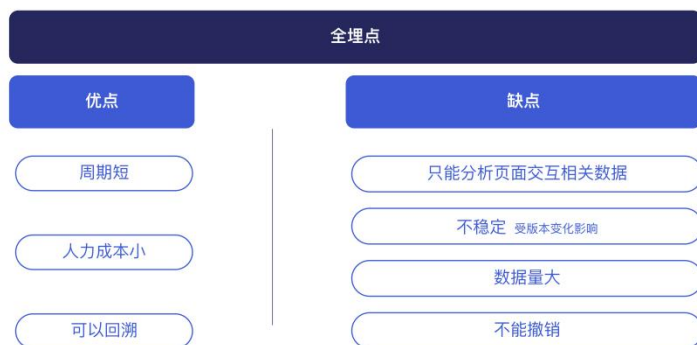 全埋点
优点
缺点
周期短
人力成本小
可以回溯
只能分析页面交互相关数据
不稳定 受版本变化影响
数据量大
不能撤销